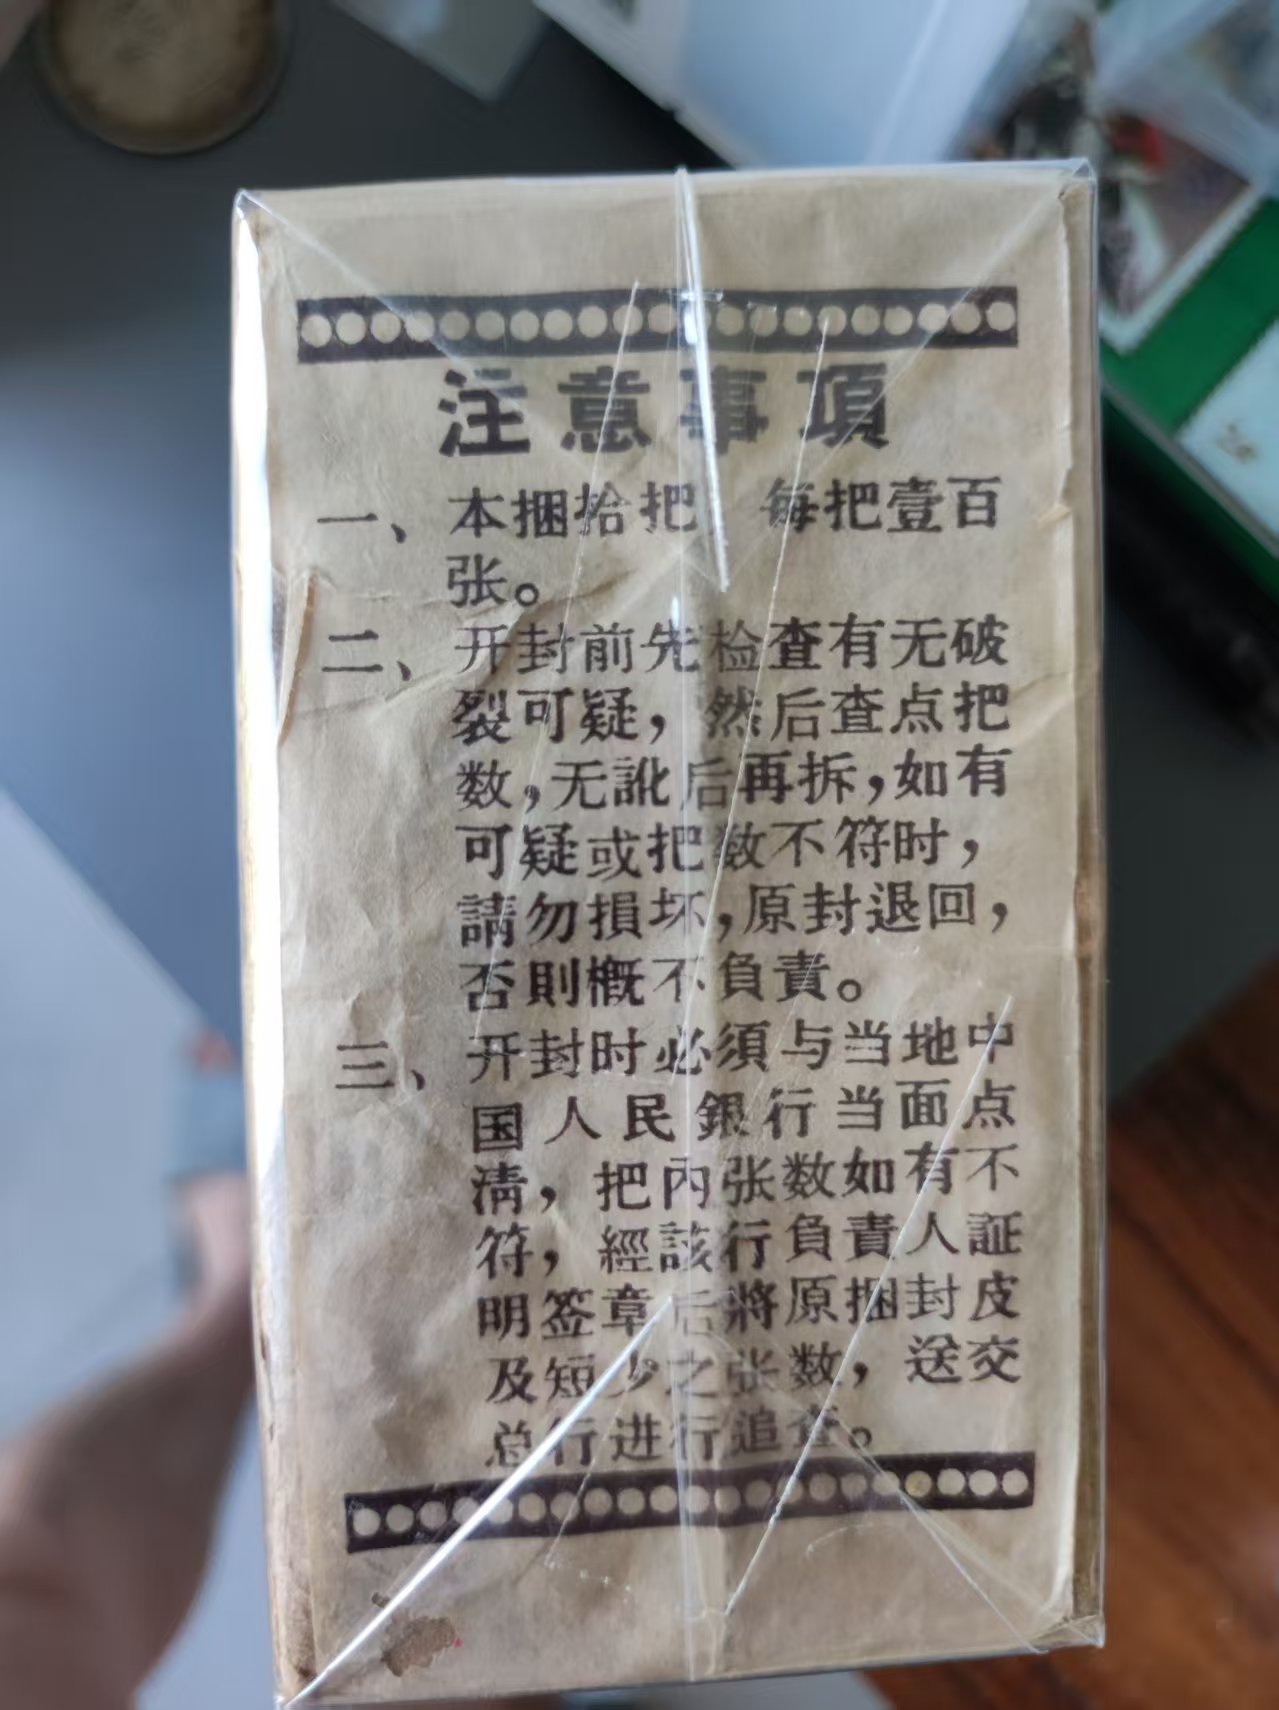 注意事項
一、本捆拾把 每把壹百
张。
二、开封前先检查有无破
裂可疑，然后查点把
数，无訛后再拆，如有
可疑或把数不符时，
請勿損坏，原封退回，
否則概不負責。
三、开封时必須与当地中
国人民銀行当面点
淸，把內张数如有不
符，經該行負責人証
明签章后將原捆封皮
及短少之张数，送交
总行进行追查。